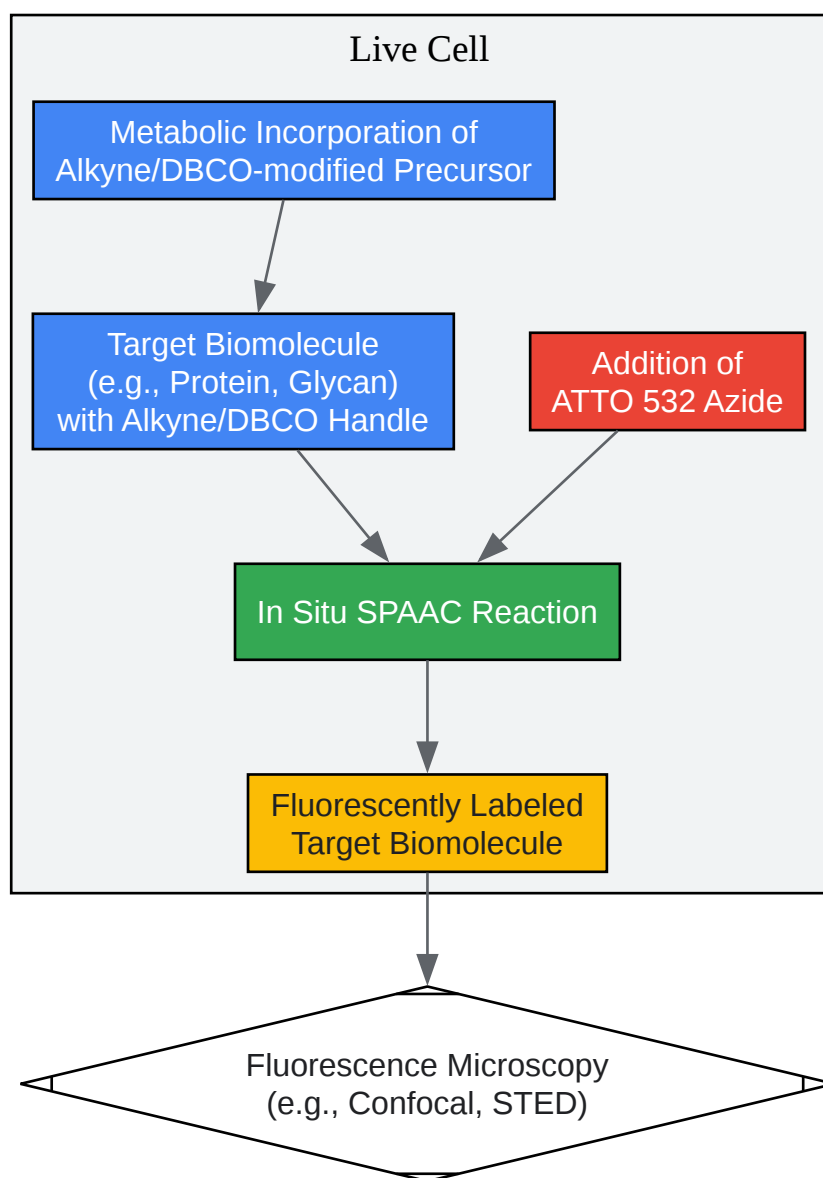 Live Cell
Metabolic Incorporation of
Alkyne/DBCO-modified Precursor
Target Biomolecule
(e.g., Protein, Glycan)
with Alkyne/DBCO Handle
Addition of
ATTO 532 Azide
In Situ SPAAC Reaction
Fluorescently Labeled
Target Biomolecule
Fluorescence Microscopy
(e.g., Confocal, STED)